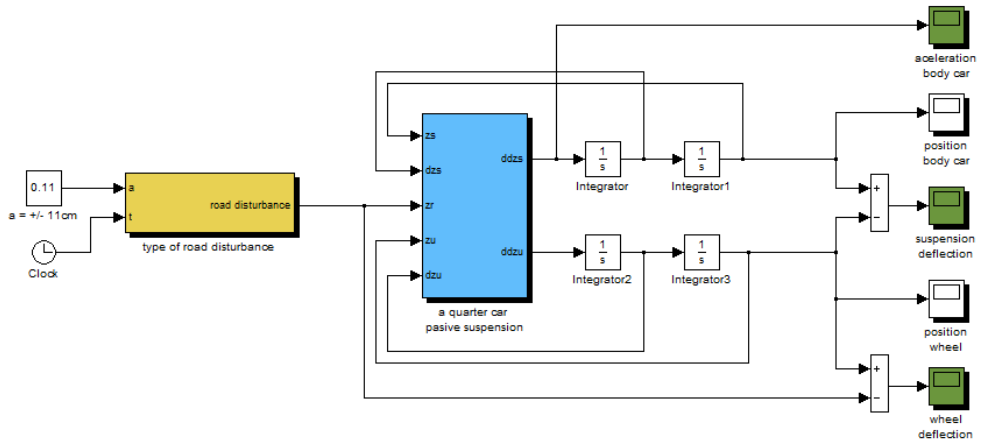 aceleration
body car
zs
dzs
zr
zu
dzu
ddzs
ddzu
a quarter car
pasive suspension
1
s
Integrator
1
s
Integrator1
1
s
Integrator2
1
s
Integrator3
position
body car
0.11
a = +/- 11cm
Clock
a
t
road disturbance
type of road disturbance
+
−
suspension
deflection
position
wheel
+
−
wheel
deflection